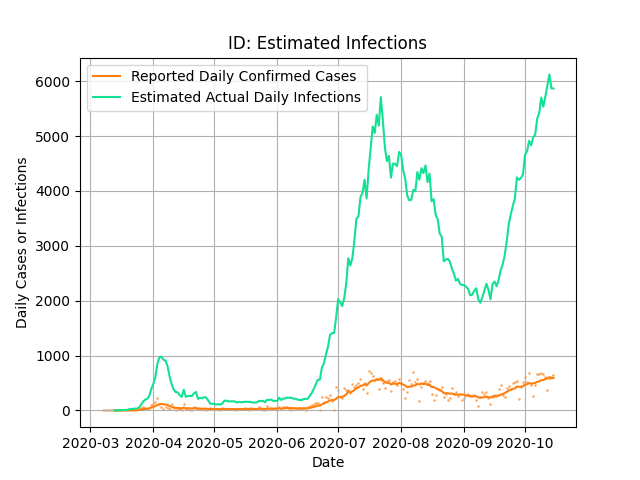 ID: Estimated Infections
Reported Daily Confirmed Cases
Estimated Actual Daily Infections
Daily Cases or Infections
6000
5000
4000
3000
2000
1000
0
2020-03 2020-04 2020-05 2020-06 2020-07 2020-08 2020-09 2020-10
Date